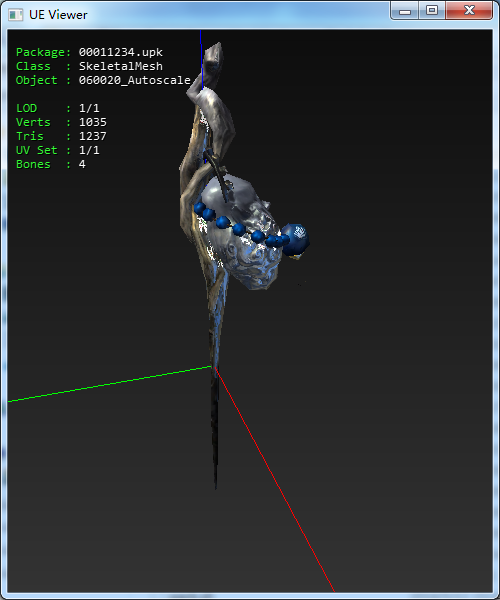 UE Viewer
Package: 00011234.upk
Class : SkeletalMesh
Object : 060020_Autoscale
LOD : 1/1
Verts : 1035
Tris : 1237
UV Set : 1/1
Bones : 4